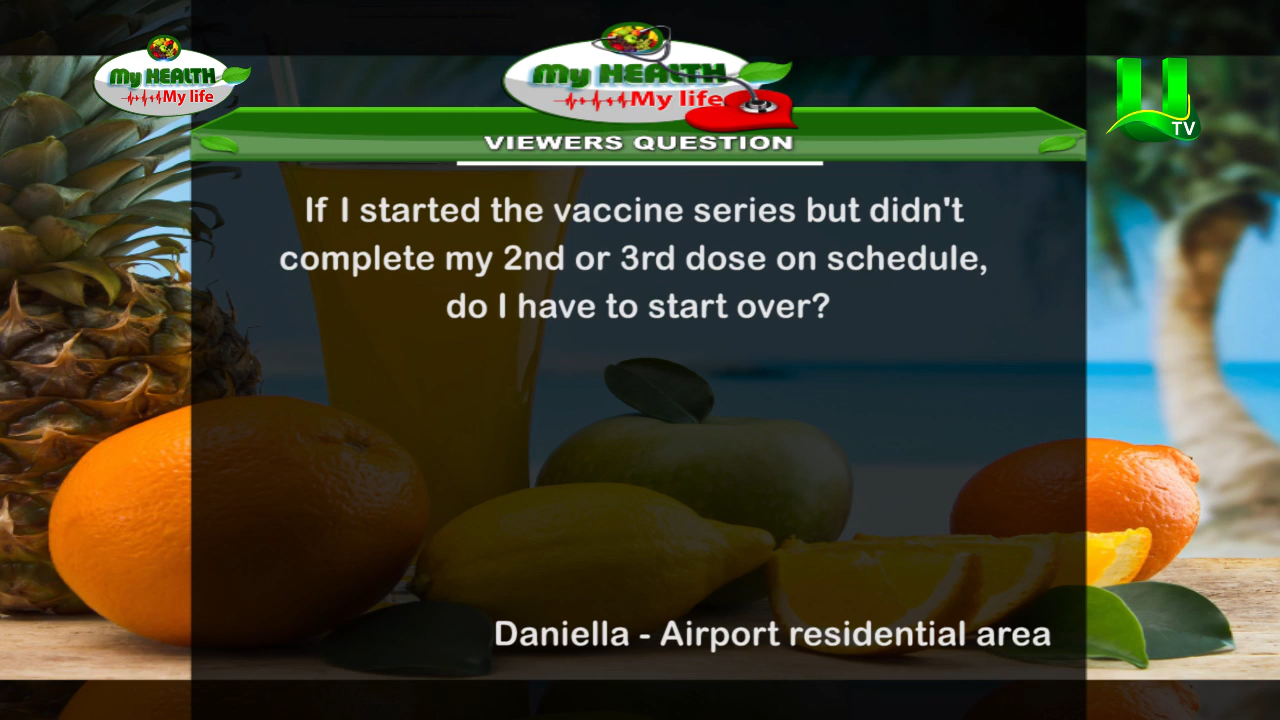 My HEALTH
My life
My HEALTH
My life
TV
VIEWERS QUESTION
If I started the vaccine series but didn't
complete my 2nd or 3rd dose on schedule,
do I have to start over?
Daniella - Airport residential area